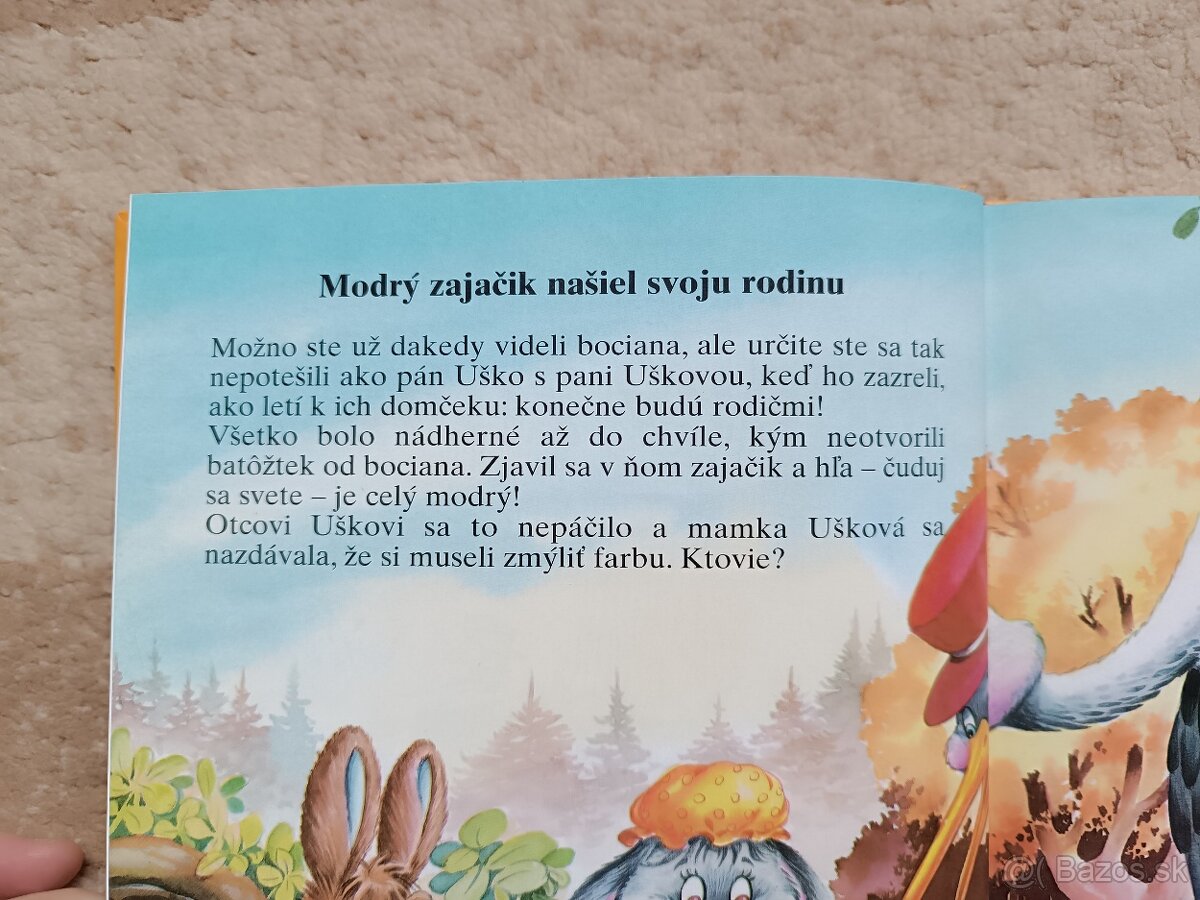 Modrý zajačik našiel svoju rodinu
Možno ste už dakedy videli bociana, ale určite ste sa tak
nepotešili ako pán Uško s pani Uškovou, keď ho zazreli,
ako letí k ich domčeku: konečne budú rodičmi!
Všetko bolo nádherné až do chvíle, kým neotvorili
batôžtek od bociana. Zjavil sa v ňom zajačik a hľa – čuduj
sa svete – je celý modrý!
Otcovi Uškovi sa to nepáčilo a mamka Ušková sa
nazdávala, že si museli zmýliť farbu. Ktovie?
Bazos.sk